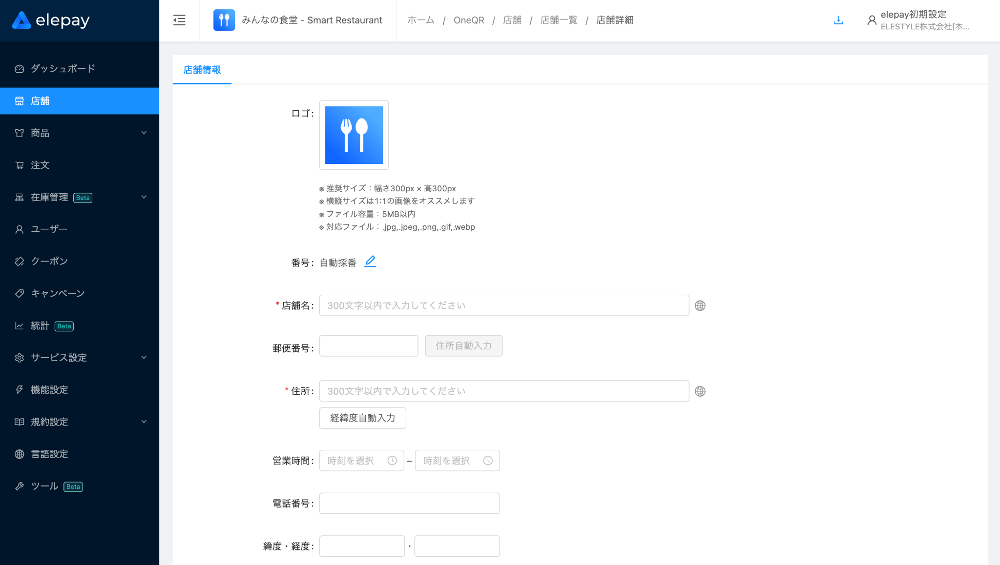 elepay
みんなの食堂 - Smart Restaurant
ホーム / OneQR / 店舗 / 店舗一覧 / 店舗詳細
elepay初期設定
ELESTYLE株式会社[本...
ダッシュボード
店舗
商品
注文
在庫管理 Beta
ユーザー
クーポン
キャンペーン
統計 Beta
サービス設定
機能設定
規約設定
言語設定
ツール Beta
店舗情報
ロゴ:
※ 推奨サイズ：幅さ300px × 高300px
※ 横縦サイズは1:1の画像をオススメします
※ ファイル容量：5MB以内
※ 対応ファイル：.jpg,.jpeg,.png,.gif,.webp
番号: 自動採番
* 店舗名: 300文字以内で入力してください
郵便番号: 住所自動入力
* 住所: 300文字以内で入力してください
経緯度自動入力
営業時間: 時刻を選択 ~ 時刻を選択
電話番号:
緯度・経度: ·